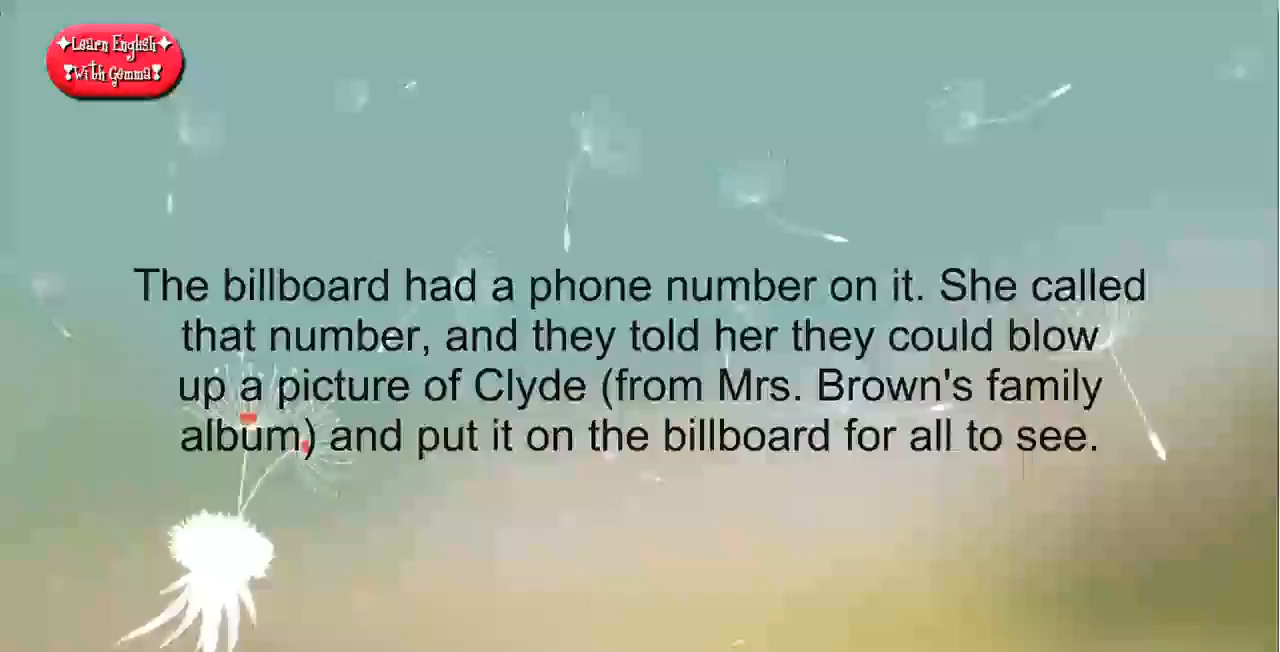 ✦Learn English✦
❣With Gemma❣
The billboard had a phone number on it. She called
that number, and they told her they could blow
up a picture of Clyde (from Mrs. Brown's family
album) and put it on the billboard for all to see.